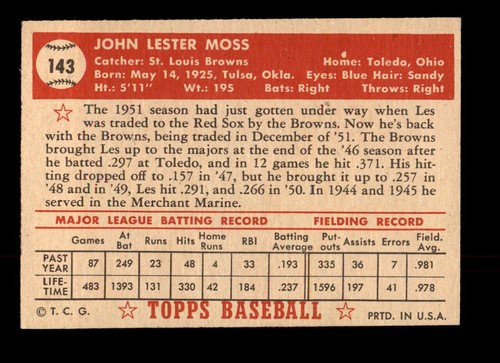 143
JOHN LESTER MOSS
Catcher: St. Louis Browns Home: Toledo, Ohio
Born: May 14, 1925, Tulsa, Okla. Eyes: Blue Hair: Sandy
Ht.: 5'11" Wt.: 195 Bats: Right Throws: Right
The 1951 season had just gotten under way when Les
was traded to the Red Sox by the Browns. Now he's back
with the Browns, being traded in December of '51. The Browns
brought Les up to the majors at the end of the '46 season after
he batted .297 at Toledo, and in 12 games he hit .371. His hit-
ting dropped off to .157 in '47, but he brought it up to .257 in
'48 and in '49, Les hit .291, and .266 in '50. In 1944 and 1945 he
served in the Merchant Marine.
MAJOR LEAGUE BATTING RECORD FIELDING RECORD
Games At Bat Runs Hits Home Runs RBI Batting Average Put-outs Assists Errors Field. Avg.
PAST YEAR 87 249 23 48 4 33 .193 335 36 7 .981
LIFE-TIME 483 1393 131 330 42 184 .237 1596 197 41 .978
© T. C. G. TOPPS BASEBALL PRTD. IN U.S.A.